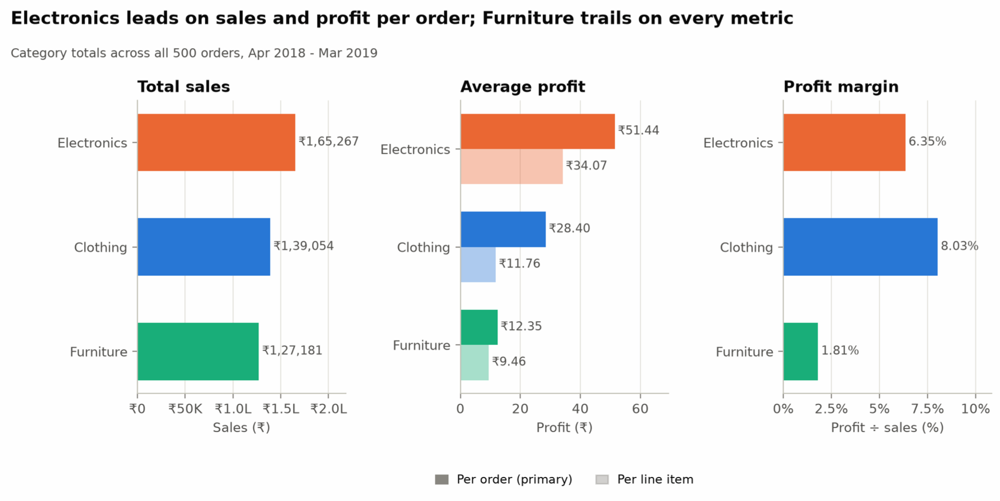 Electronics leads on sales and profit per order; Furniture trails on every metric
Category totals across all 500 orders, Apr 2018 - Mar 2019
Total sales
Electronics
₹1,65,267
Clothing
₹1,39,054
Furniture
₹1,27,181
₹0 ₹50K ₹1.0L ₹1.5L ₹2.0L
Sales (₹)
Average profit
Electronics
₹51.44
₹34.07
Clothing
₹28.40
₹11.76
Furniture
₹12.35
₹9.46
0 20 40 60
Profit (₹)
Profit margin
Electronics
6.35%
Clothing
8.03%
Furniture
1.81%
0% 2.5% 5% 7.5% 10%
Profit ÷ sales (%)
Per order (primary) Per line item